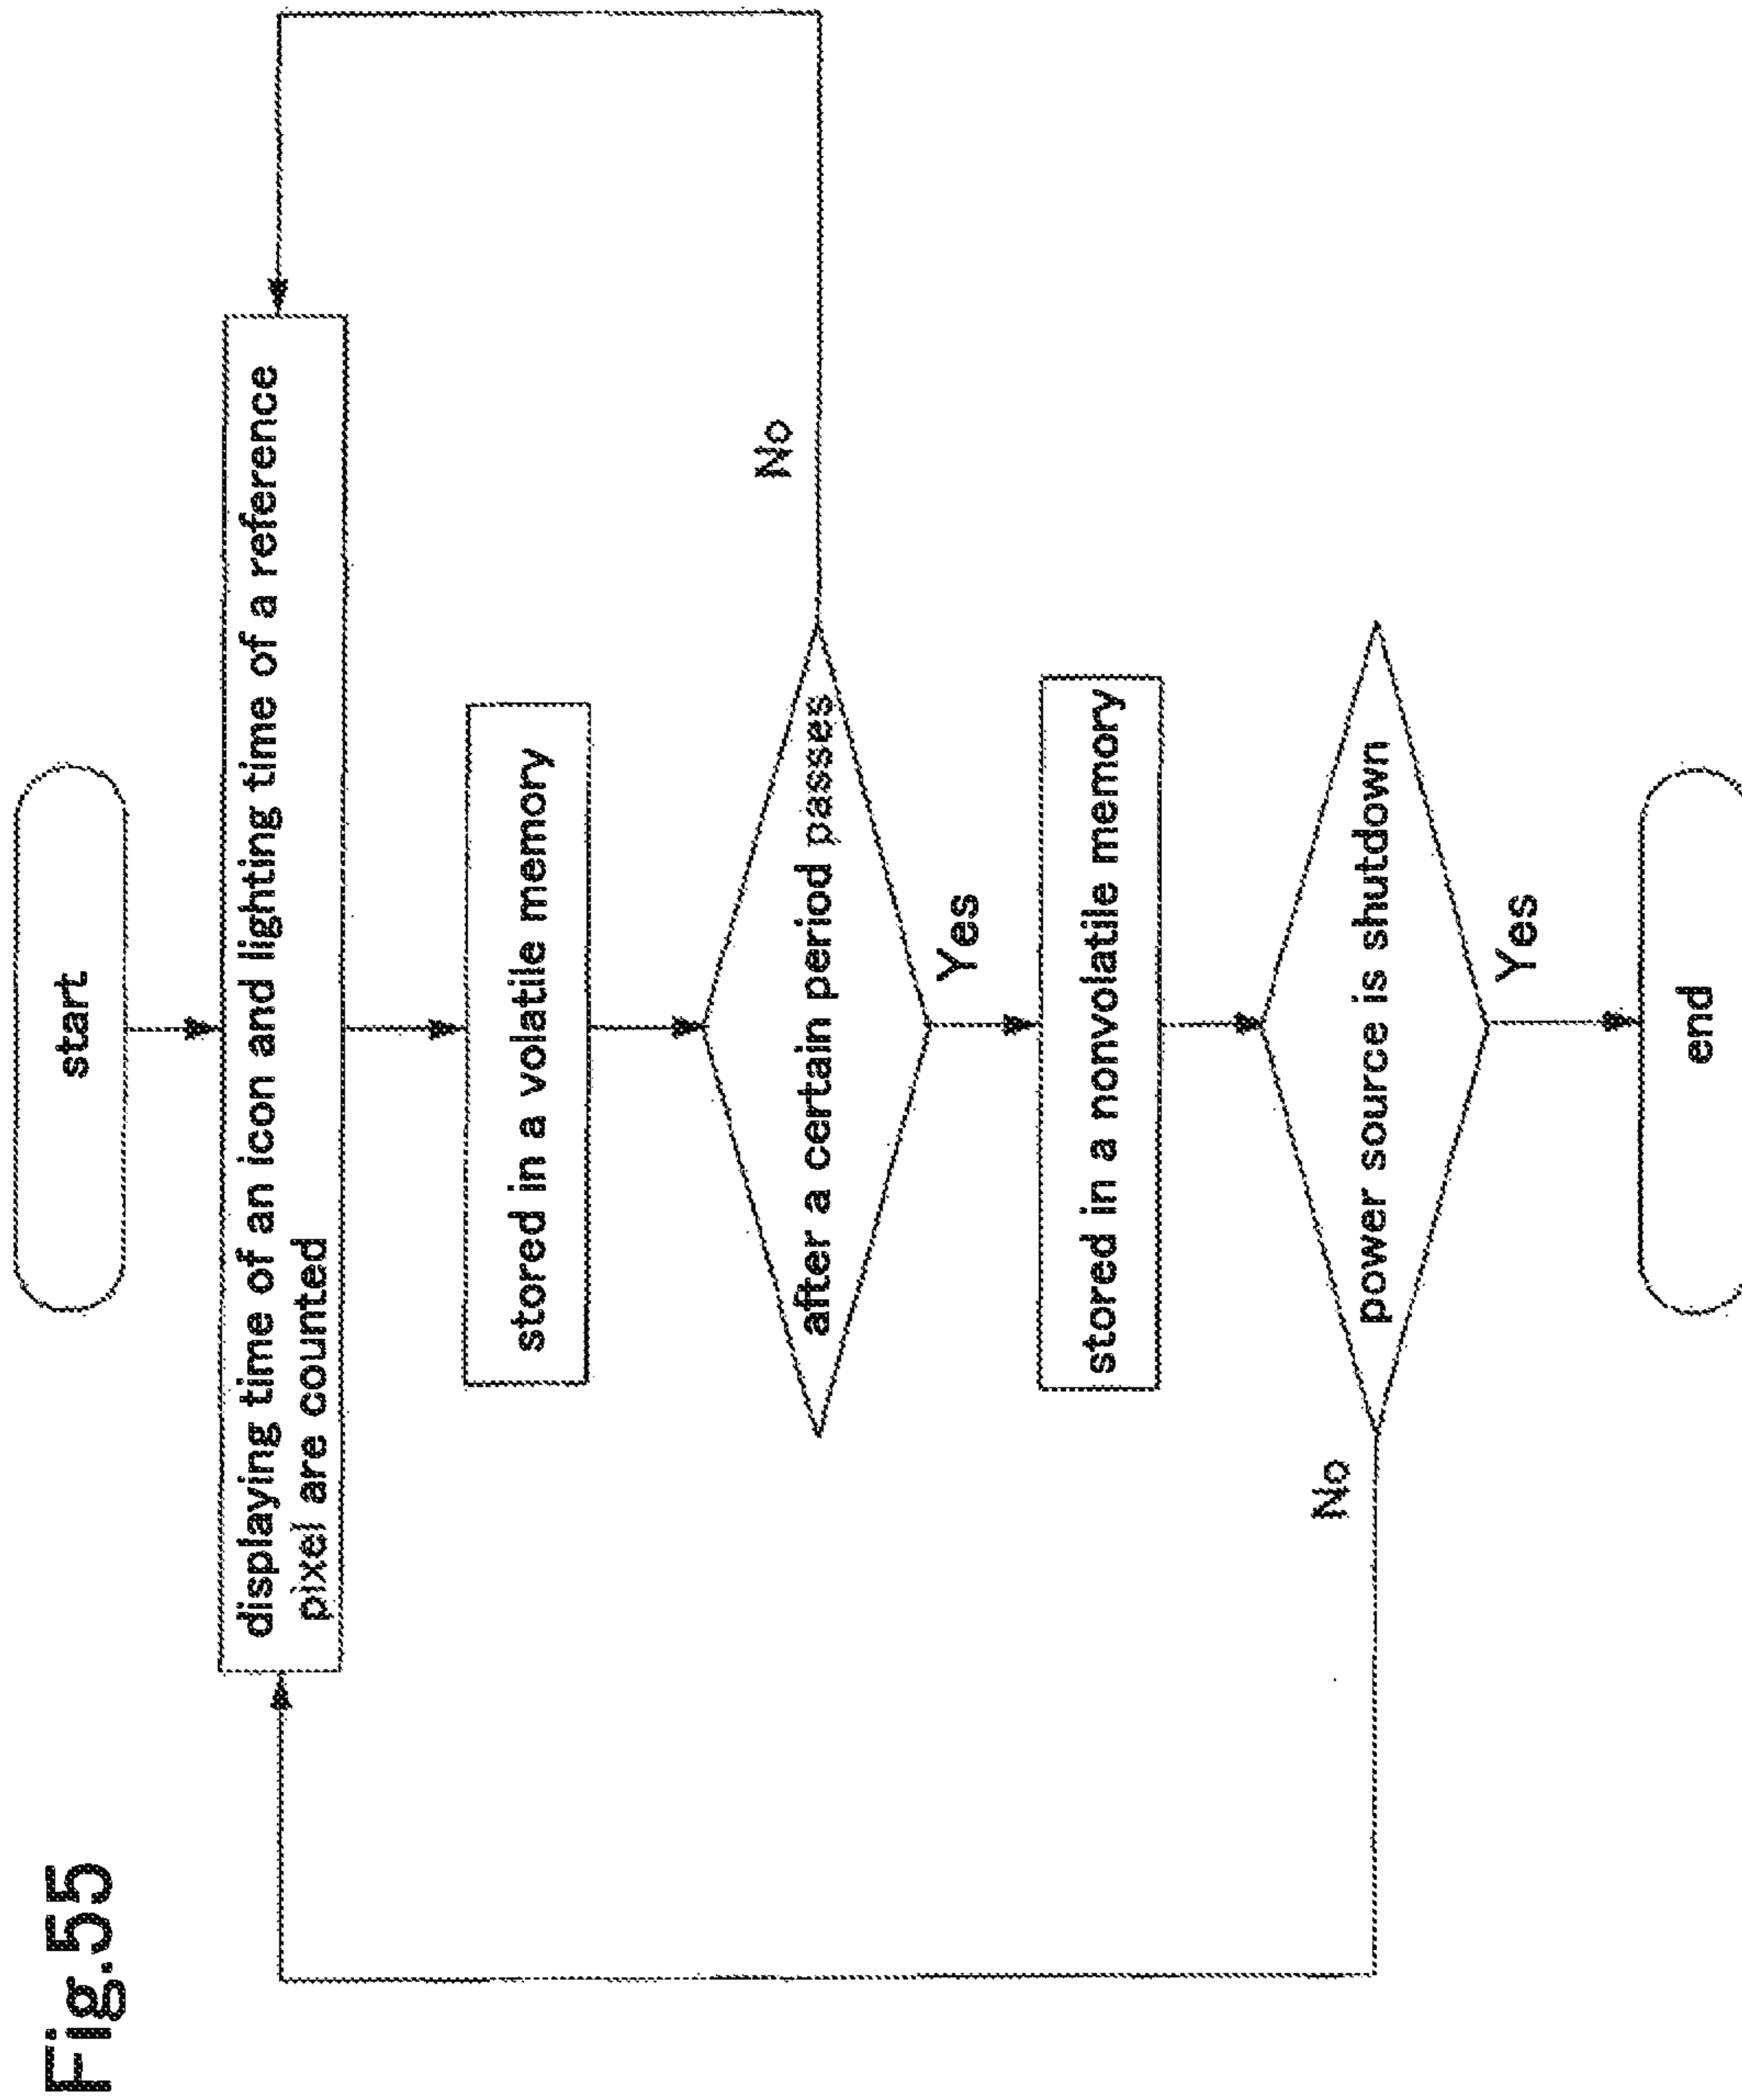 Fig.55
start
displaying time of an icon and lighting time of a reference
pixel are counted
stored in a volatile memory
after a certain period passes
No
Yes
stored in a nonvolatile memory
power source is shutdown
No
Yes
end